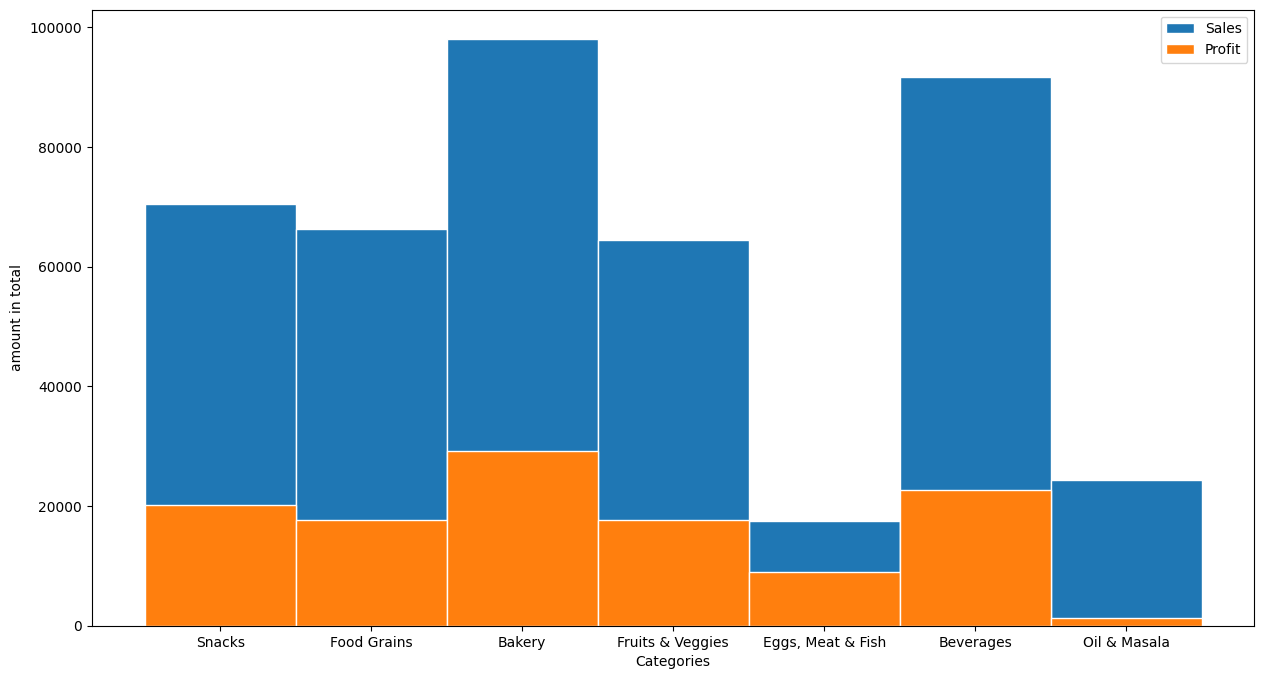 Sales
Profit
amount in total
100000
80000
60000
40000
20000
0
Snacks
Food Grains
Bakery
Fruits & Veggies
Eggs, Meat & Fish
Beverages
Oil & Masala
Categories